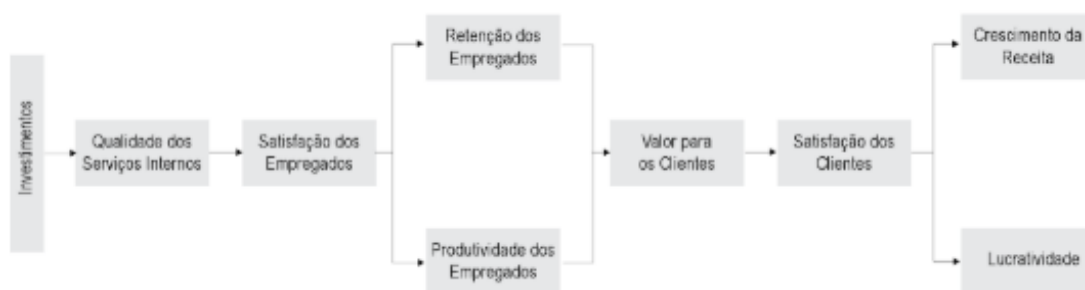 Investimentos
Qualidade dos
Serviços Internos
Satisfação dos
Empregados
Retenção dos
Empregados
Produtividade dos
Empregados
Valor para
os Clientes
Satisfação dos
Clientes
Crescimento da
Receita
Lucratividade